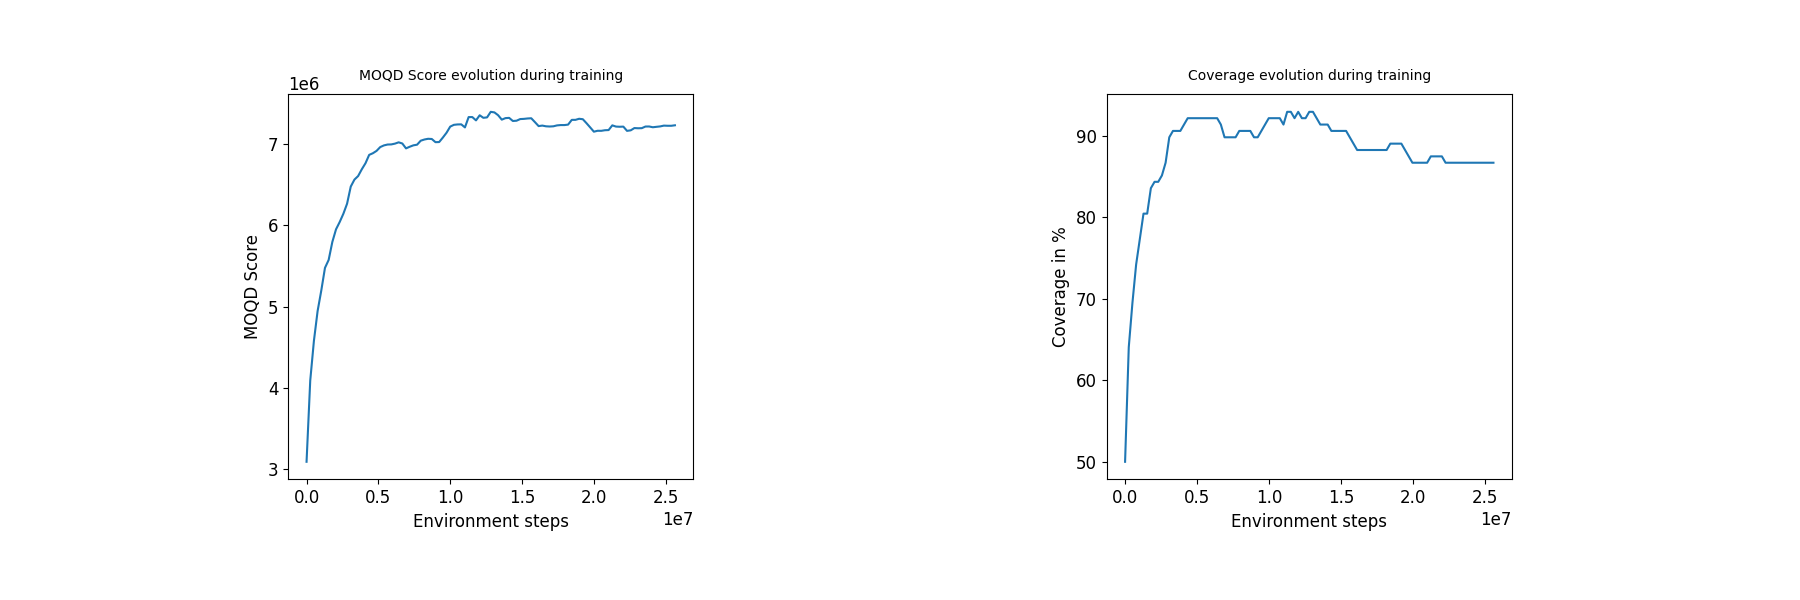 MOQD Score evolution during training
1e6
7
6
5
4
3
MOQD Score
0.0 0.5 1.0 1.5 2.0 2.5
1e7
Environment steps
Coverage evolution during training
90
80
70
60
50
Coverage in %
0.0 0.5 1.0 1.5 2.0 2.5
1e7
Environment steps